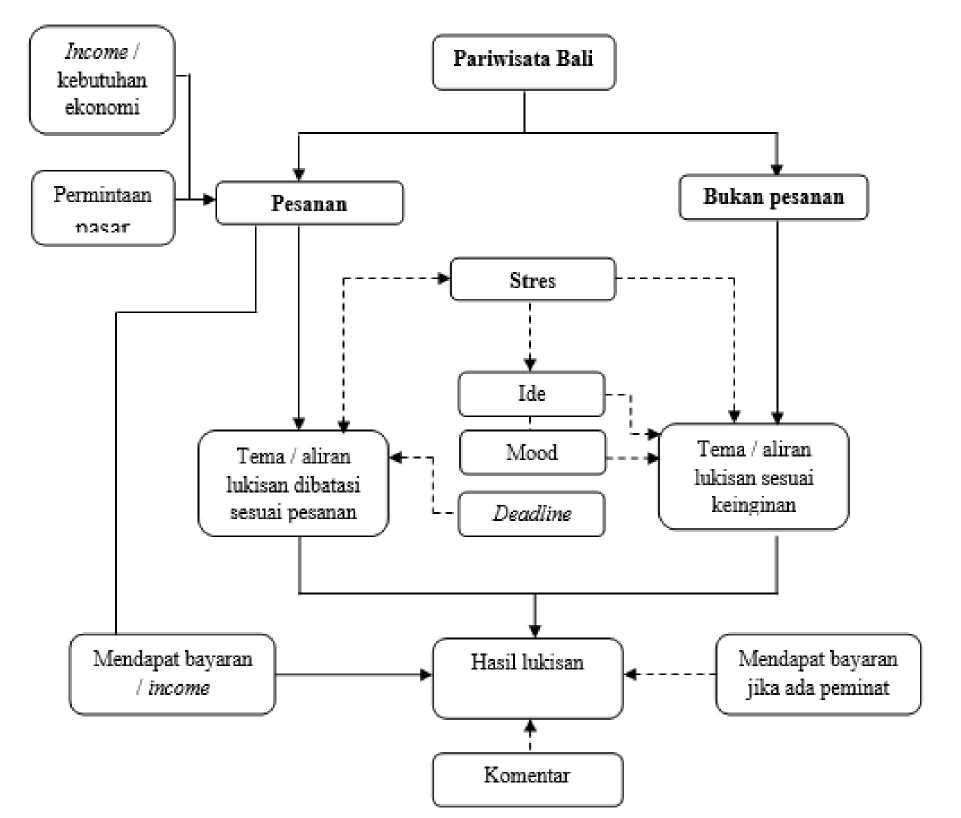 Income /
kebutuhan
ekonomi
Pariwisata Bali
Permintaan
pasar
Pesanan
Bukan pesanan
Stres
Ide
Mood
Deadline
Tema / aliran
lukisan dibatasi
sesuai pesanan
Tema / aliran
lukisan sesuai
keinginan
Mendapat bayaran
/ income
Hasil lukisan
Mendapat bayaran
jika ada peminat
Komentar